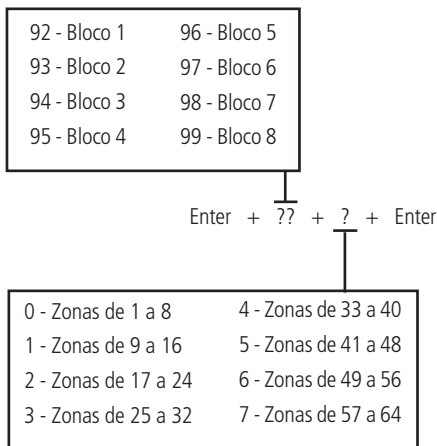 92 - Bloco 1 96 - Bloco 5
93 - Bloco 2 97 - Bloco 6
94 - Bloco 3 98 - Bloco 7
95 - Bloco 4 99 - Bloco 8
Enter + ?? + ? + Enter
0 - Zonas de 1 a 8 4 - Zonas de 33 a 40
1 - Zonas de 9 a 16 5 - Zonas de 41 a 48
2 - Zonas de 17 a 24 6 - Zonas de 49 a 56
3 - Zonas de 25 a 32 7 - Zonas de 57 a 64